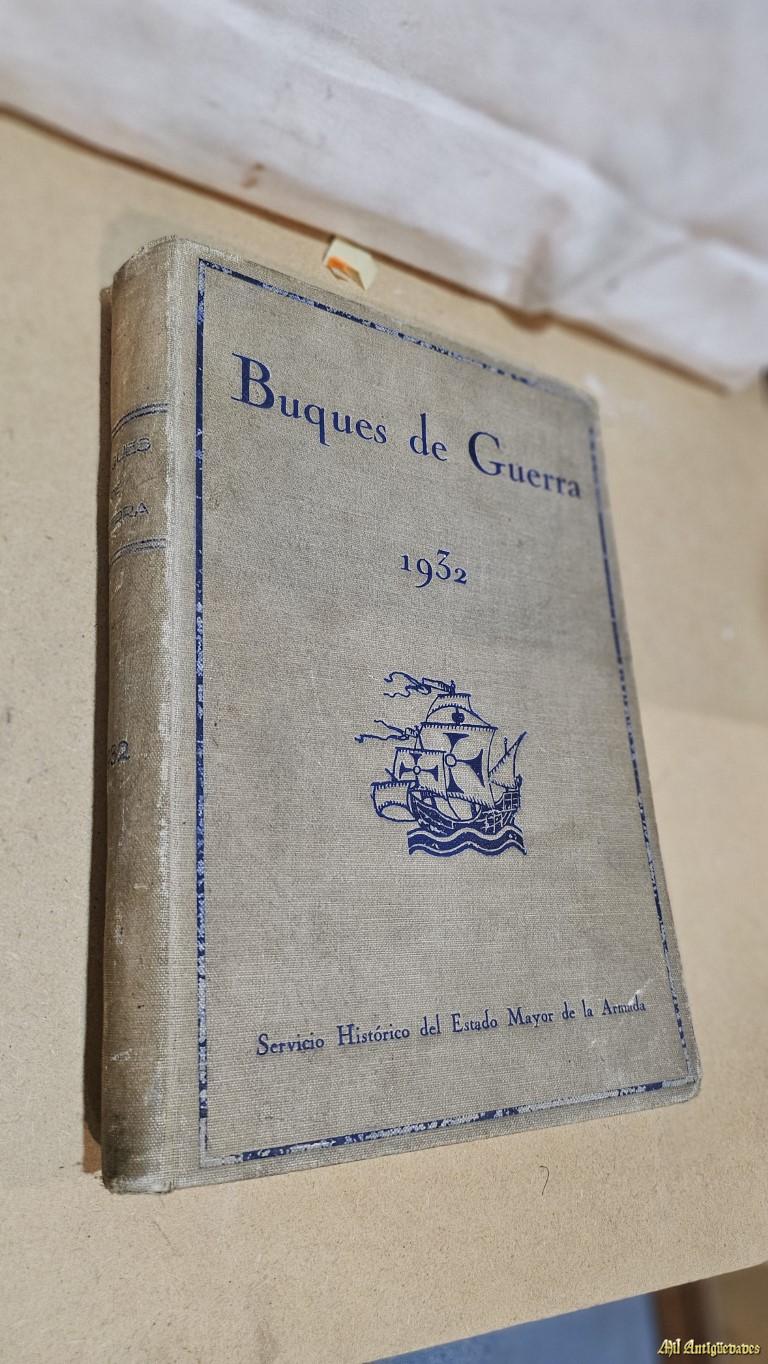 Buques de Guerra
1932
Servicio Histórico del Estado Mayor de la Armada
Mil Antigüedades